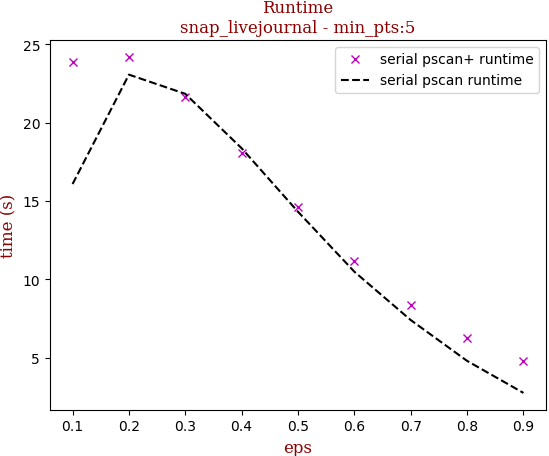 Runtime
snap_livejournal - min_pts:5
serial pscan+ runtime
serial pscan runtime
time (s)
25
20
15
10
5
0.1 0.2 0.3 0.4 0.5 0.6 0.7 0.8 0.9
eps